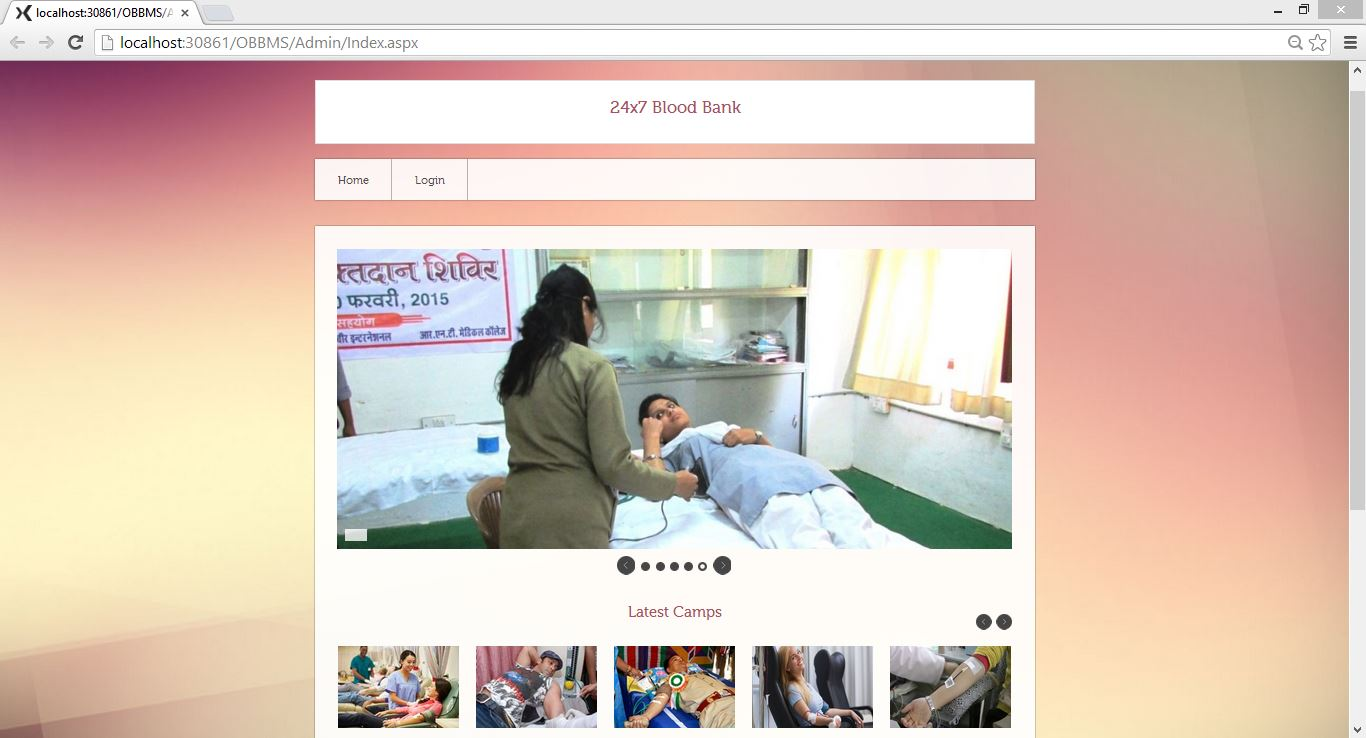 localhost:30861/OBBMS/A
localhost:30861/OBBMS/Admin/Index.aspx
24x7 Blood Bank
Home
Login
क्तदान शिविर
0 फरवरी, 2015
सहयोग
वीर इन्टरनेशनल
आर.एन.टी. मेडिकल कॉलेज
Latest Camps